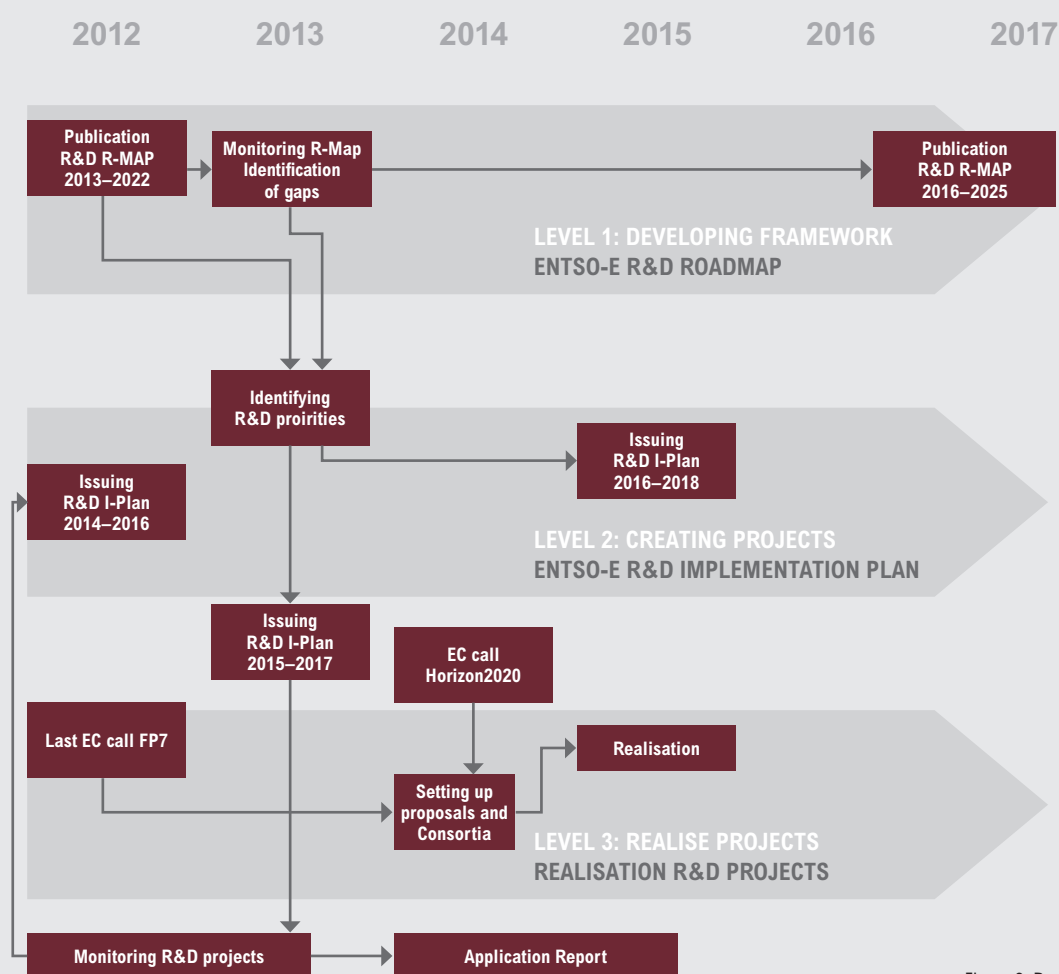 2012 2013 2014 2015 2016 2017
Publication
R&D R-MAP
2013–2022
Monitoring R-Map
Identification
of gaps
Publication
R&D R-MAP
2016–2025
LEVEL 1: DEVELOPING FRAMEWORK
ENTSO-E R&D ROADMAP
Identifying
R&D proirities
Issuing
R&D I-Plan
2016–2018
Issuing
R&D I-Plan
2014–2016
LEVEL 2: CREATING PROJECTS
ENTSO-E R&D IMPLEMENTATION PLAN
Issuing
R&D I-Plan
2015–2017
EC call
Horizon2020
Last EC call FP7
Realisation
Setting up
proposals and
Consortia
LEVEL 3: REALISE PROJECTS
REALISATION R&D PROJECTS
Monitoring R&D projects
Application Report